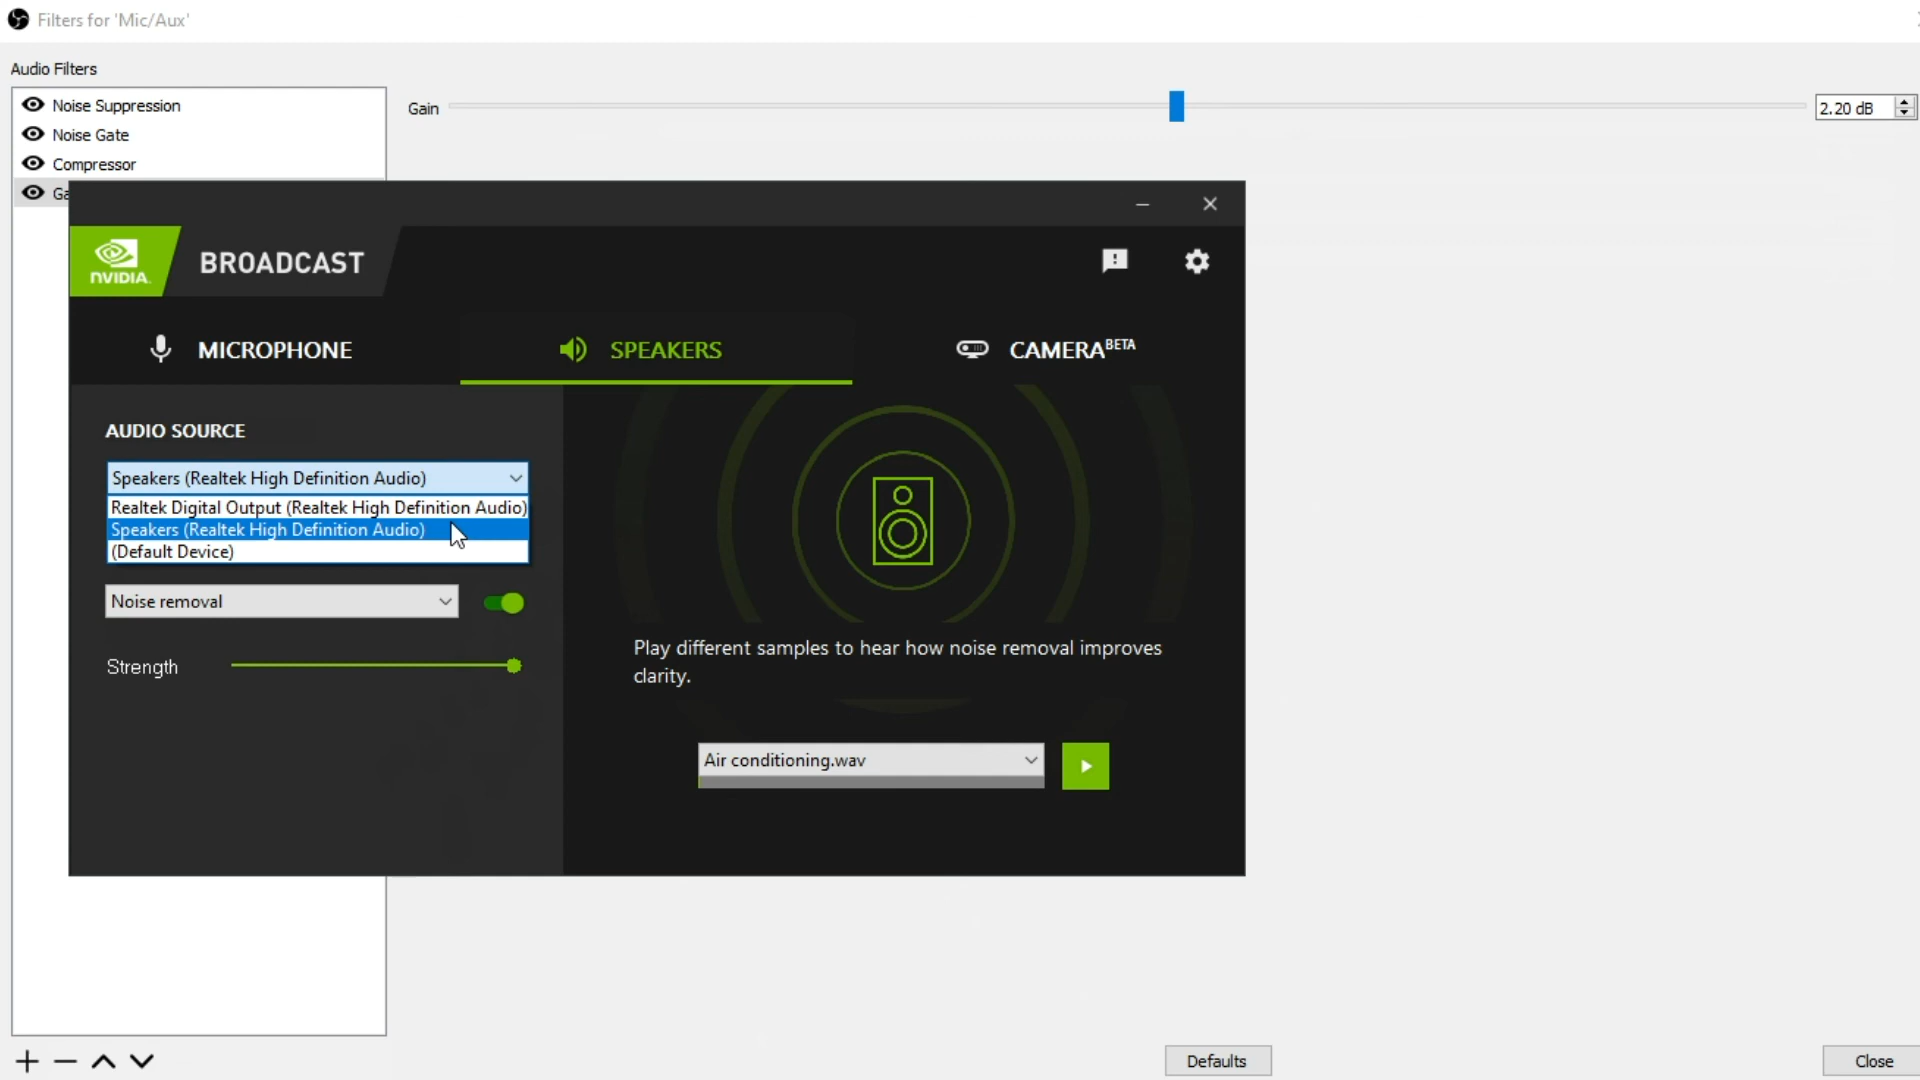 Filters for 'Mic/Aux'
Audio Filters
Noise Suppression
Noise Gate
Compressor
Ga
Gain
2.20 dB
NVIDIA.
BROADCAST
MICROPHONE
SPEAKERS
CAMERA BETA
AUDIO SOURCE
Speakers (Realtek High Definition Audio)
Realtek Digital Output (Realtek High Definition Audio)
Speakers (Realtek High Definition Audio)
(Default Device)
Noise removal
Strength
Play different samples to hear how noise removal improves
clarity.
Air conditioning.wav
Defaults
Close